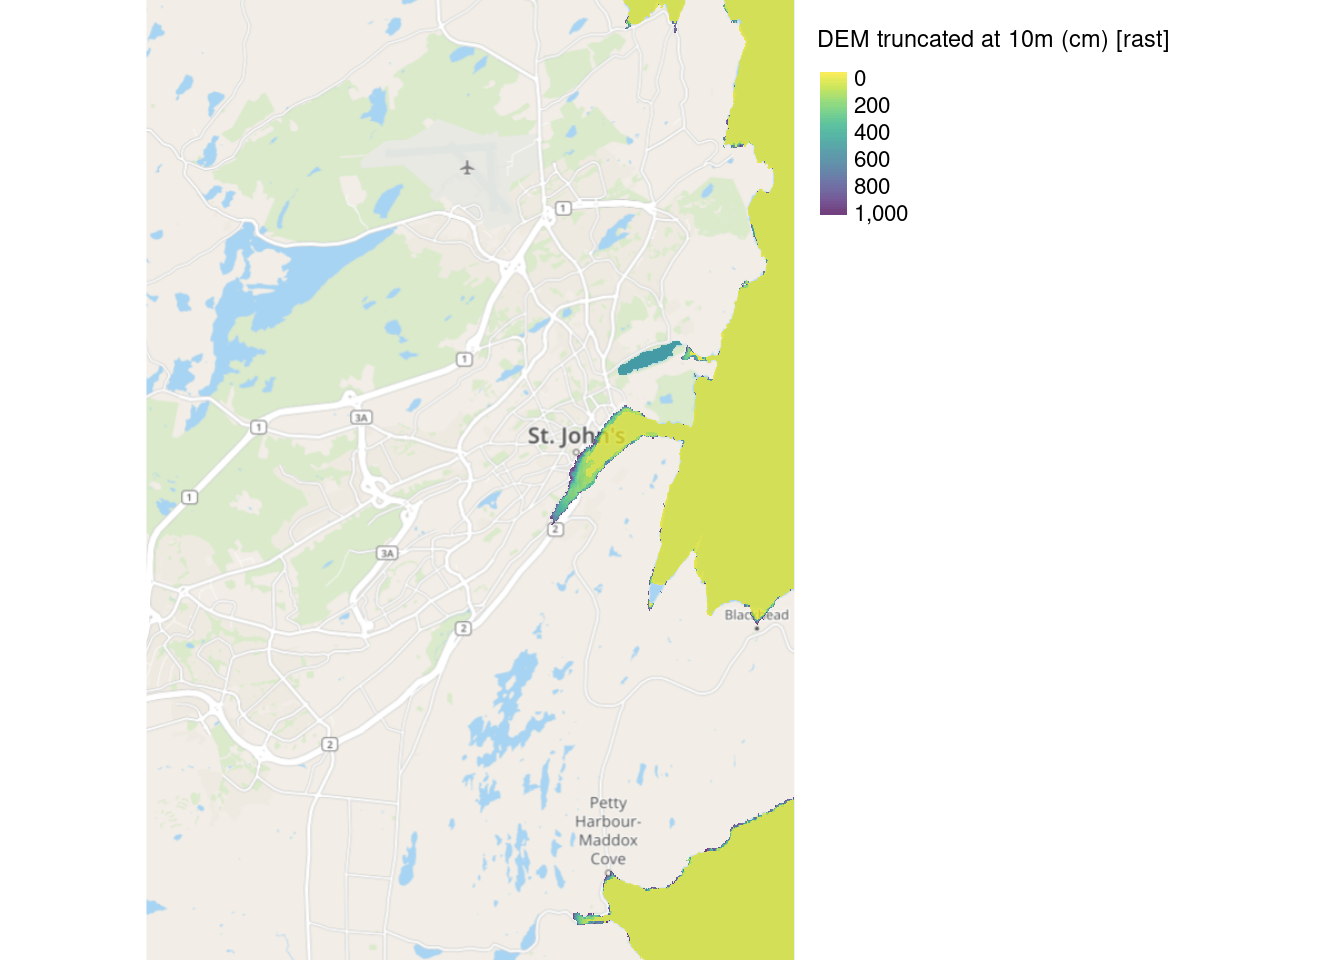 DEM truncated at 10m (cm) [rast]
0
200
400
600
800
1,000
1
1
3A
1
1
St. John's
2
3A
2
Blackhead
2
Petty
Harbour-
Maddox
Cove